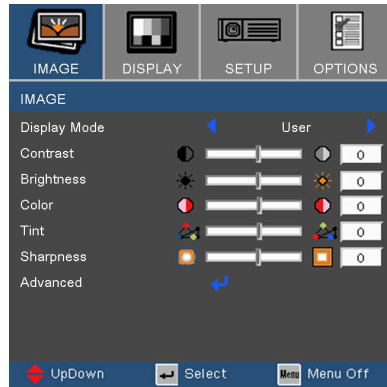 IMAGE DISPLAY SETUP OPTIONS
IMAGE
Display Mode User
Contrast 0
Brightness 0
Color 0
Tint 0
Sharpness 0
Advanced
UpDown Select Menu Menu Off